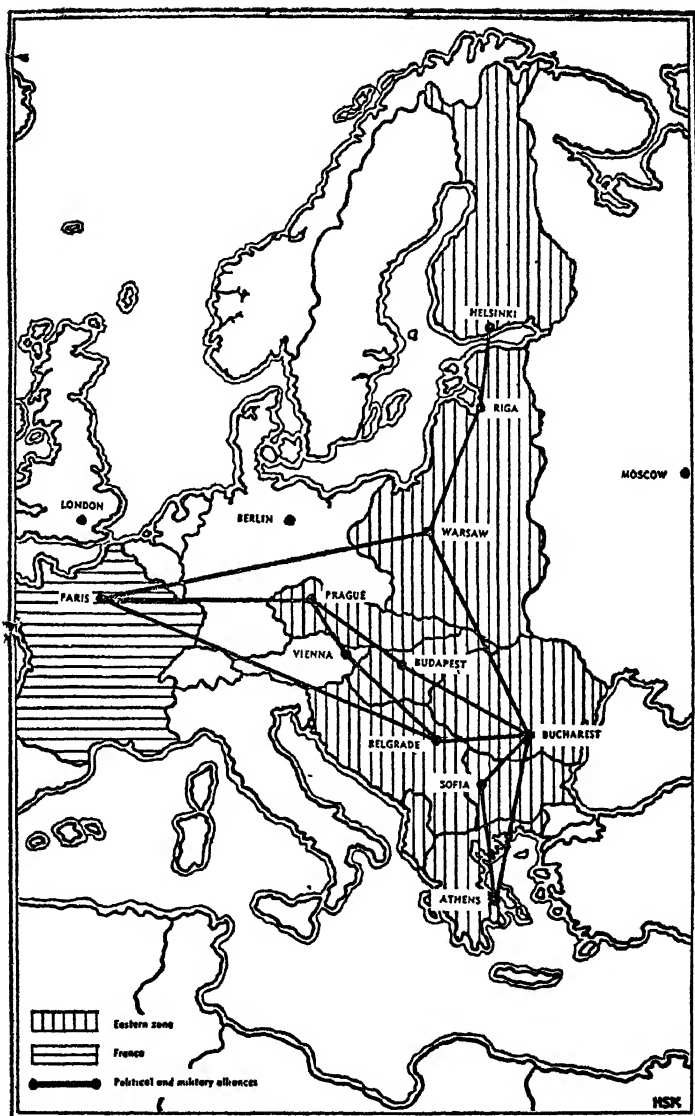 HELSINKI
RIGA
MOSCOW
LONDON
BERLIN
WARSAW
PARIS
PRAGUE
VIENNA
BUDAPEST
BELGRADE
BUCHAREST
SOFIA
ATHENS
Eastern zone
France
Political and military alliances
HSK